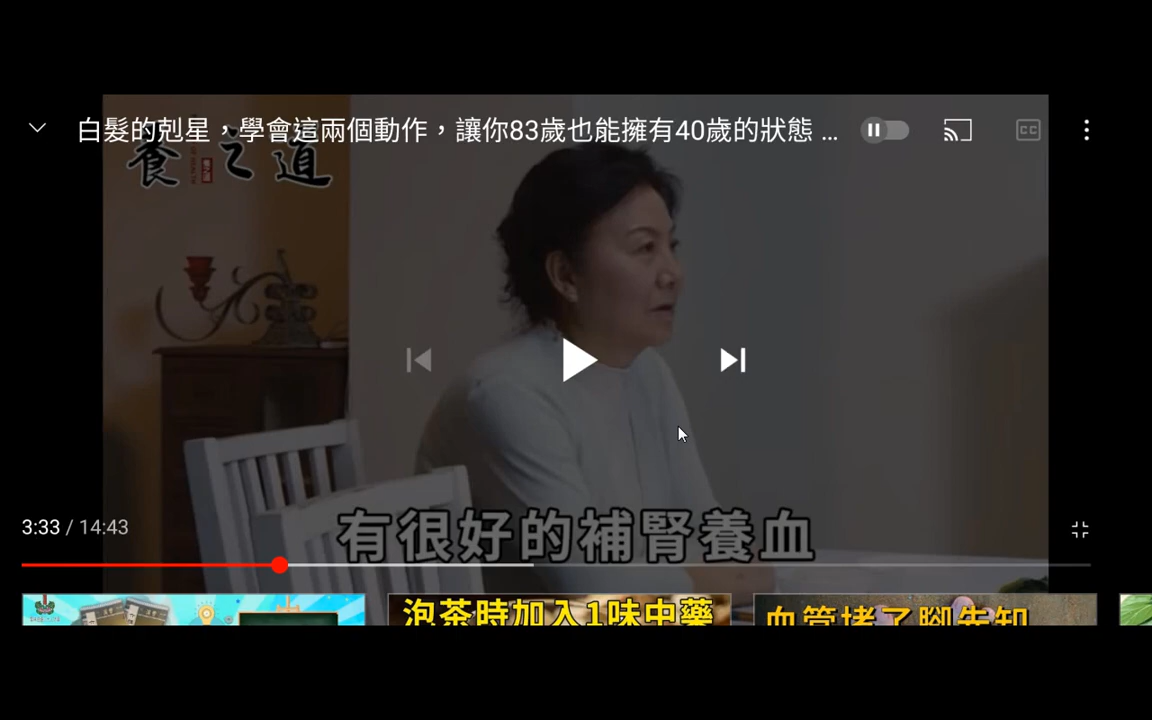 白髮的剋星，學會這兩個動作，讓你83歲也能擁有40歲的狀態 ...
CC
食之道
3:33 / 14:43
有很好的補腎養血
泡茶時加入1味中藥
血管堵了腳先知